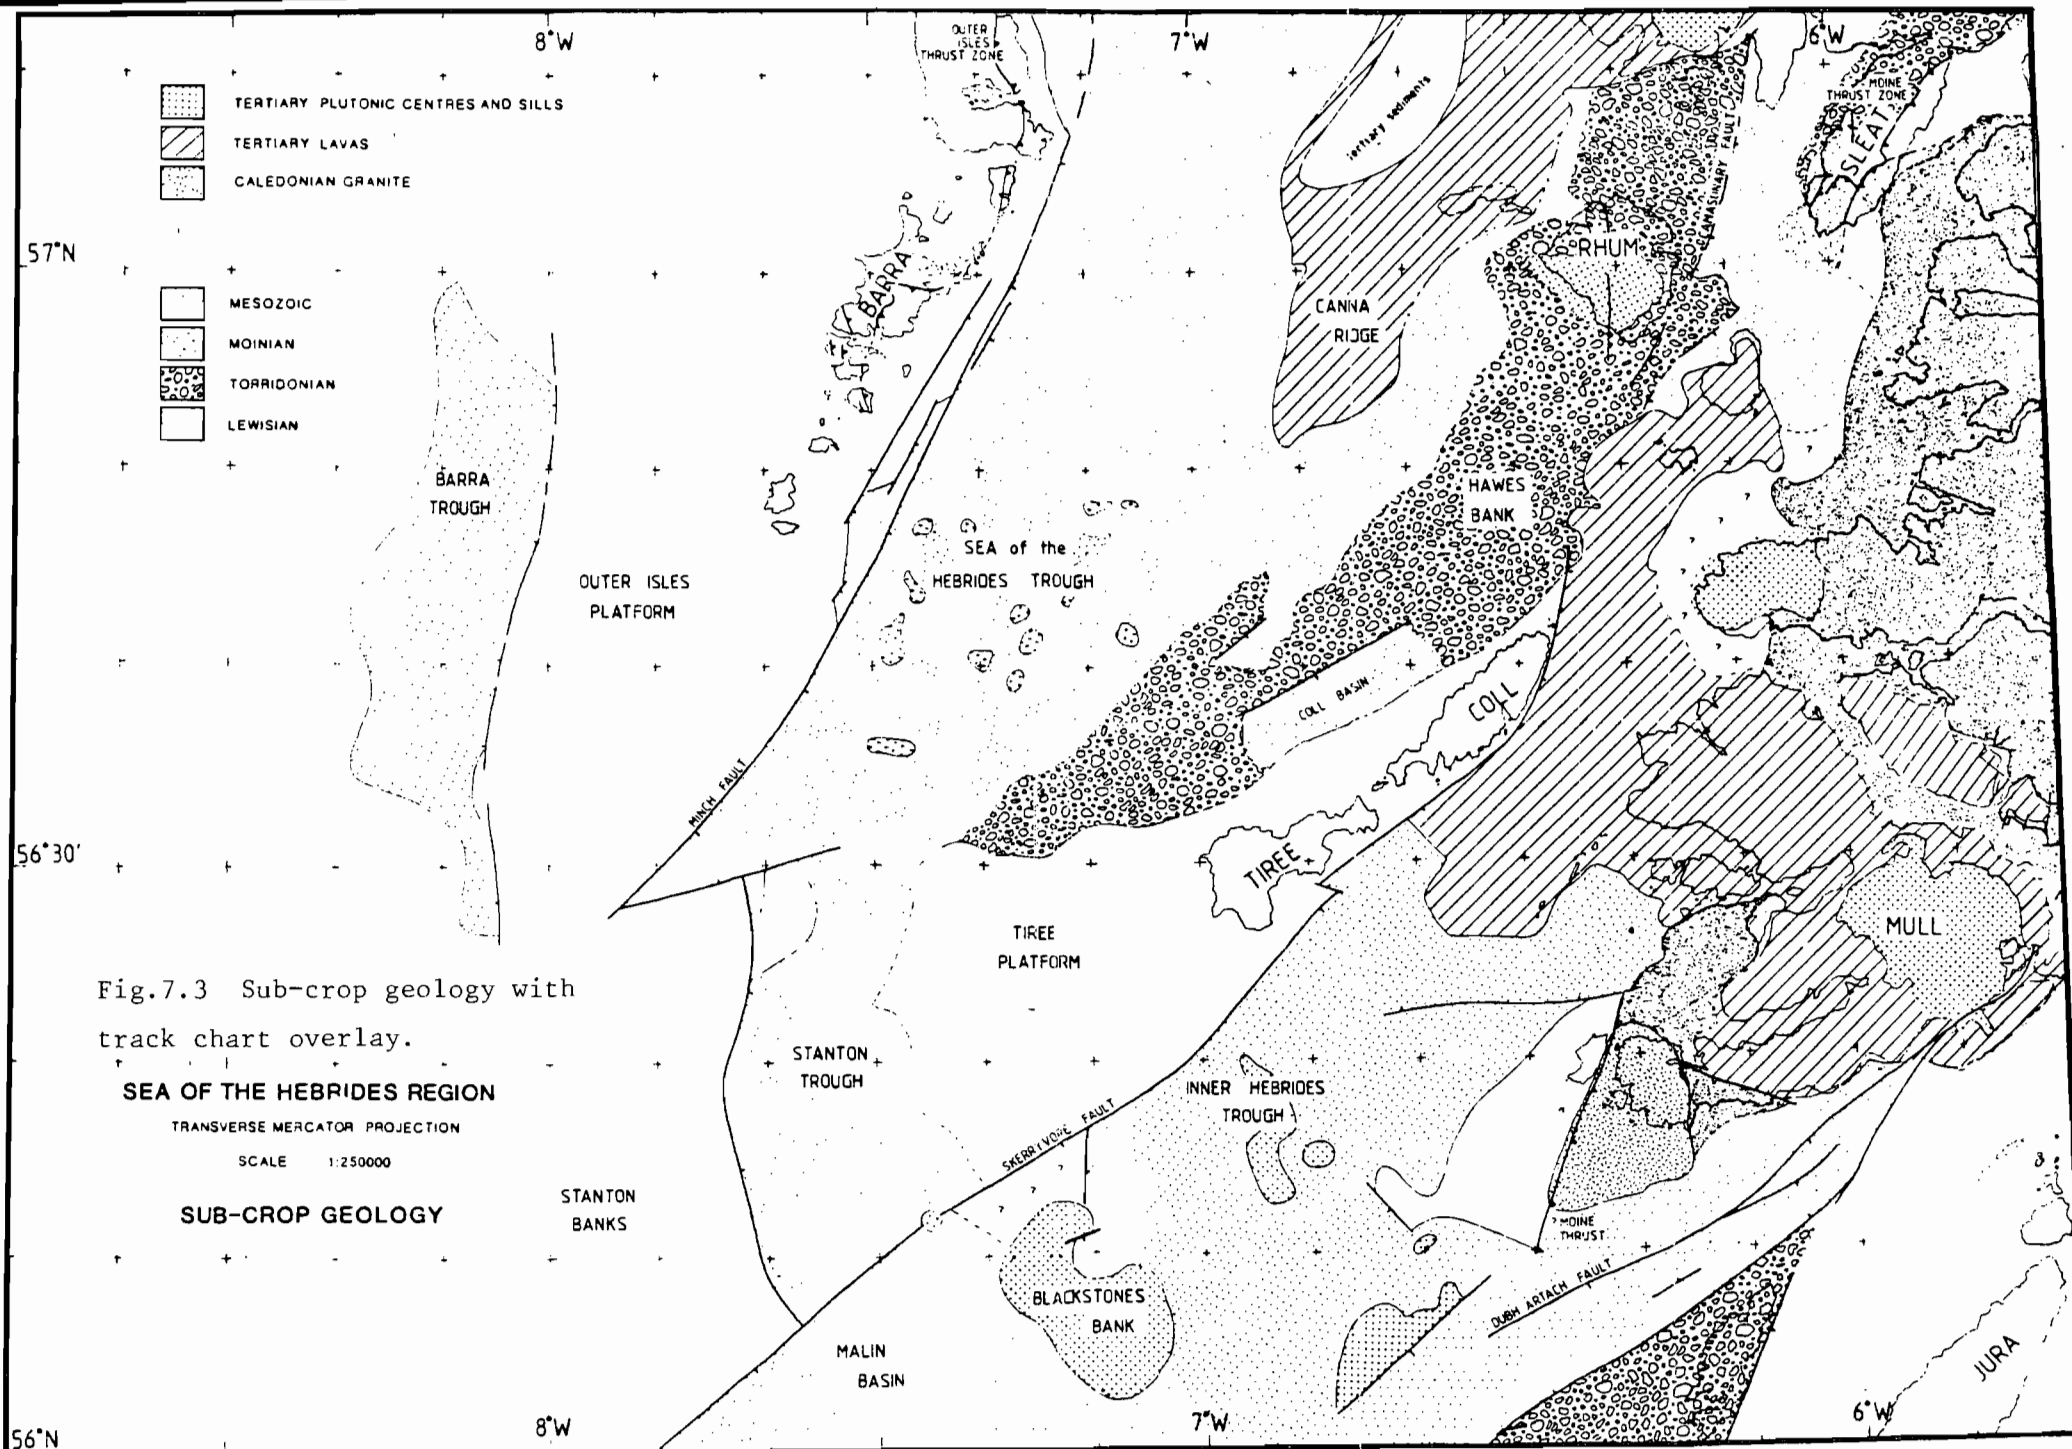 8°W
OUTER
ISLES
THRUST ZONE
7°W
6°W
TERTIARY PLUTONIC CENTRES AND SILLS
TERTIARY LAVAS
CALEDONIAN GRANITE
Tertiary sediments
CAMASUNARY FAULT
MOINE
THRUST ZONE
SLEAT
57°N
BARRA
RHUM
MESOZOIC
MOINIAN
TORRIDONIAN
LEWISIAN
CANNA
RIDGE
BARRA
TROUGH
HAWES
BANK
SEA of the
HEBRIDES TROUGH
OUTER ISLES
PLATFORM
COLL BASIN
COLL
MINCH FAULT
56°30'
TIREE
TIREE
PLATFORM
MULL
Fig.7.3 Sub-crop geology with
track chart overlay.
SEA OF THE HEBRIDES REGION
TRANSVERSE MERCATOR PROJECTION
SCALE 1:250000
SUB-CROP GEOLOGY
STANTON
TROUGH
INNER HEBRIDES
TROUGH
SKERRYVORE FAULT
STANTON
BANKS
? MOINE
THRUST
DUBH ARTACH FAULT
BLACKSTONES
BANK
MALIN
BASIN
JURA
56°N
8°W
7°W
6°W